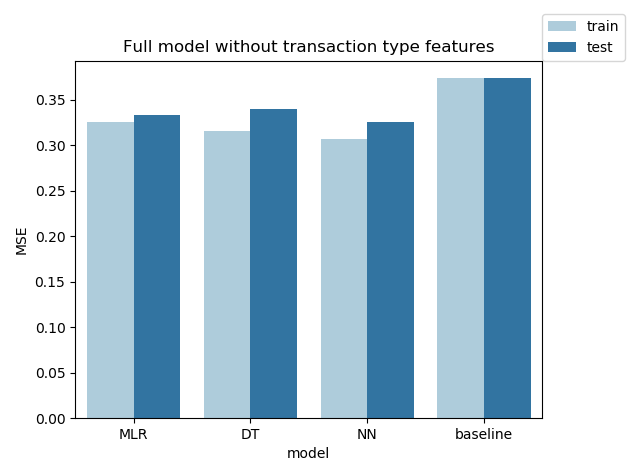 train
test
Full model without transaction type features
0.35
0.30
0.25
0.20
0.15
0.10
0.05
0.00
MSE
MLR
DT
NN
baseline
model